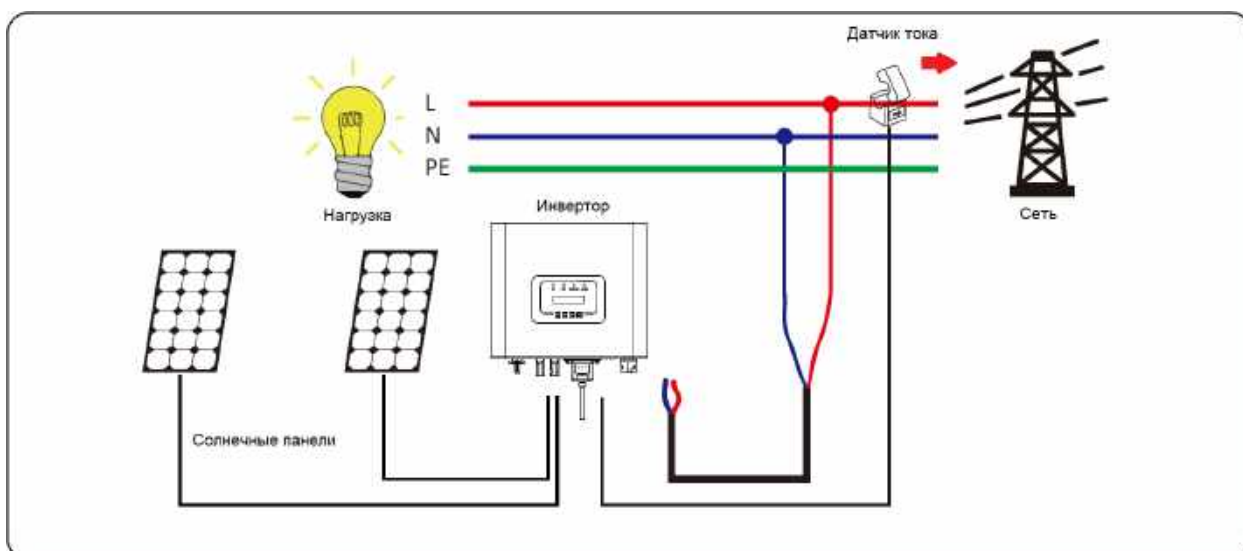 Датчик тока
L
N
PE
Нагрузка
Инвертор
Сеть
Солнечные панели